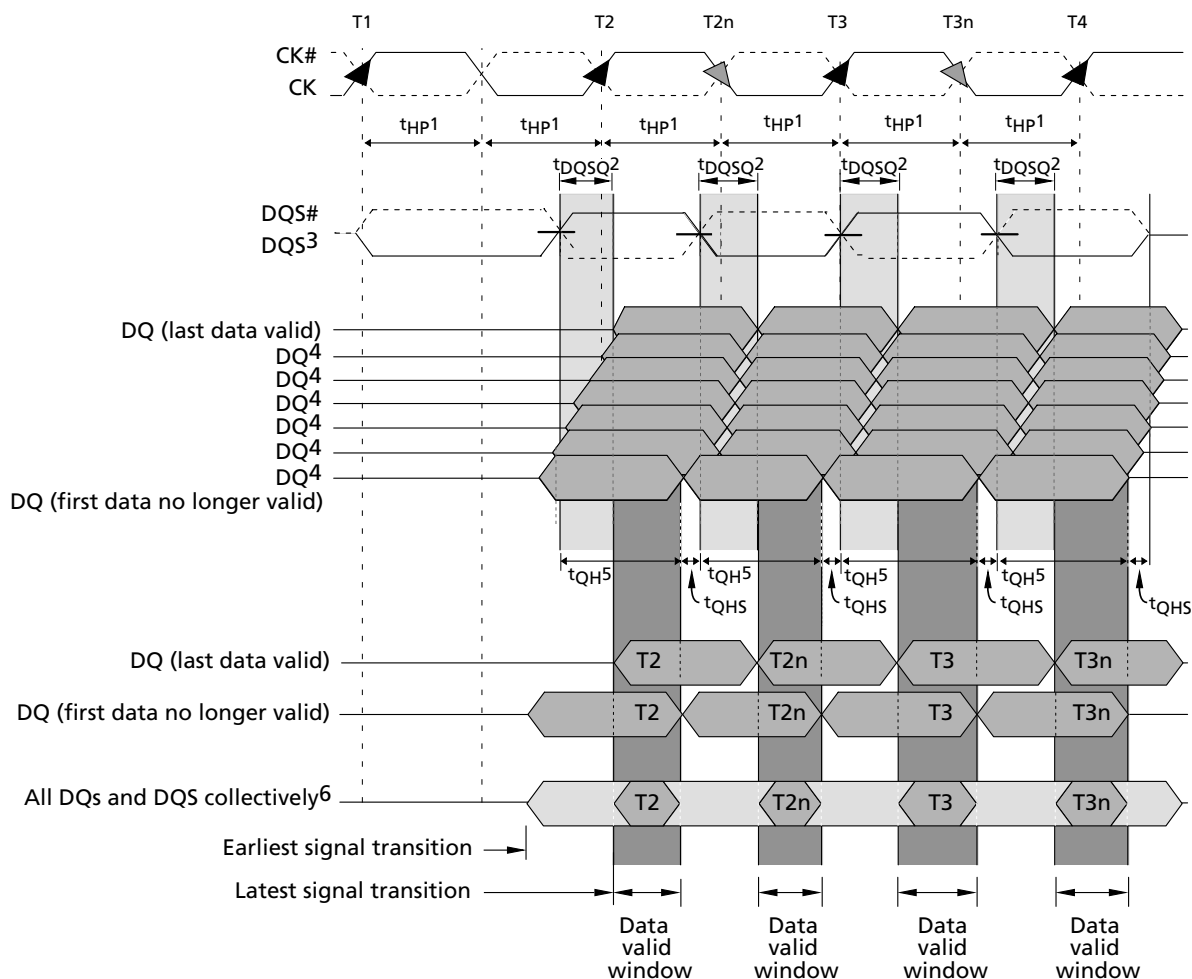 T1 T2 T2n T3 T3n T4
CK#
CK
tHP1 tHP1 tHP1 tHP1 tHP1 tHP1
tDQSQ2 tDQSQ2 tDQSQ2 tDQSQ2
DQS#
DQS3
DQ (last data valid)
DQ4
DQ4
DQ4
DQ4
DQ4
DQ4
DQ (first data no longer valid)
tQH5 tQH5 tQH5 tQH5
tQHS tQHS tQHS tQHS
DQ (last data valid) T2 T2n T3 T3n
DQ (first data no longer valid) T2 T2n T3 T3n
All DQs and DQS collectively6 T2 T2n T3 T3n
Earliest signal transition
Latest signal transition
Data Data Data Data
valid valid valid valid
window window window window